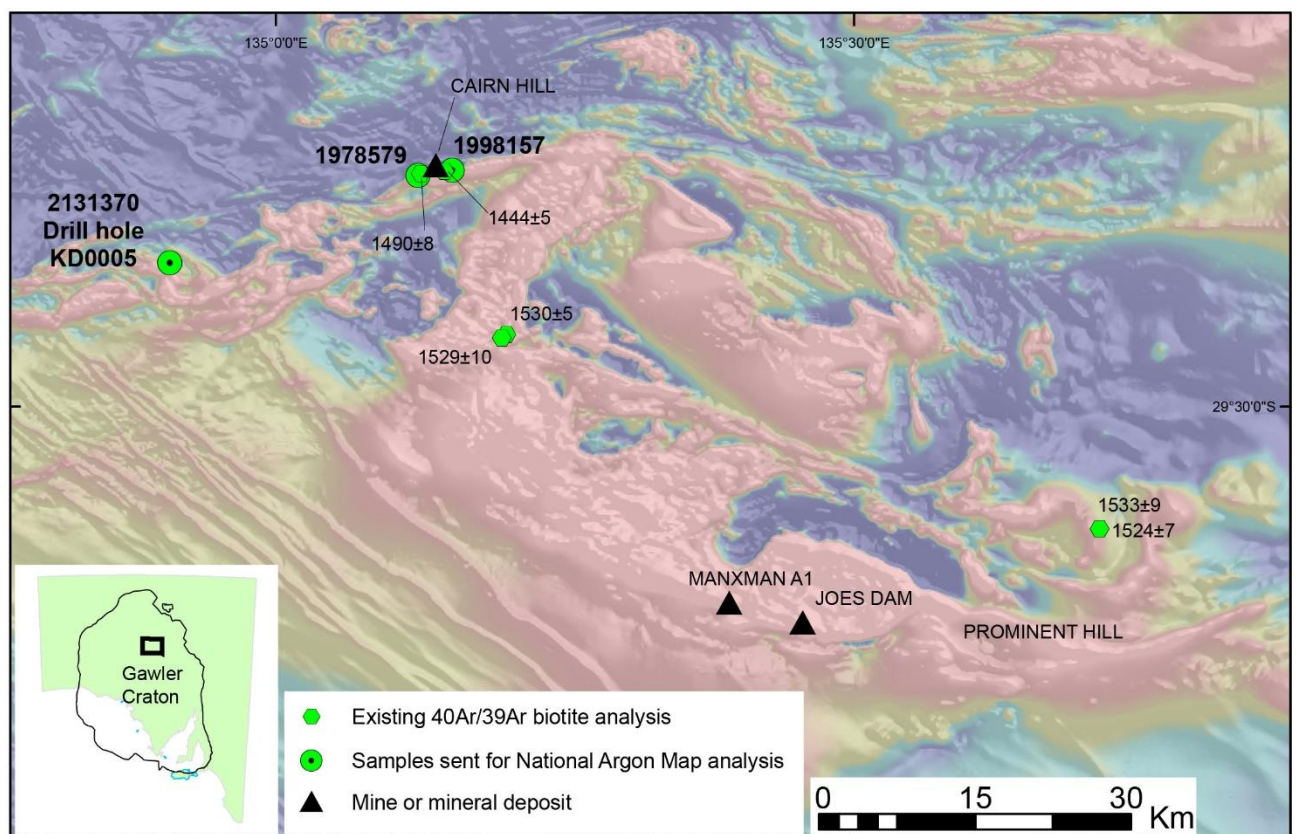 135°0'0"E
135°30'0"E
CAIRN HILL
1978579
1998157
2131370
Drill hole
KD0005
1444±5
1490±8
1530±5
1529±10
29°30'0"S
1533±9
1524±7
MANXMAN A1
JOES DAM
PROMINENT HILL
Gawler
Craton
Existing 40Ar/39Ar biotite analysis
Samples sent for National Argon Map analysis
Mine or mineral deposit
0 15 30
Km